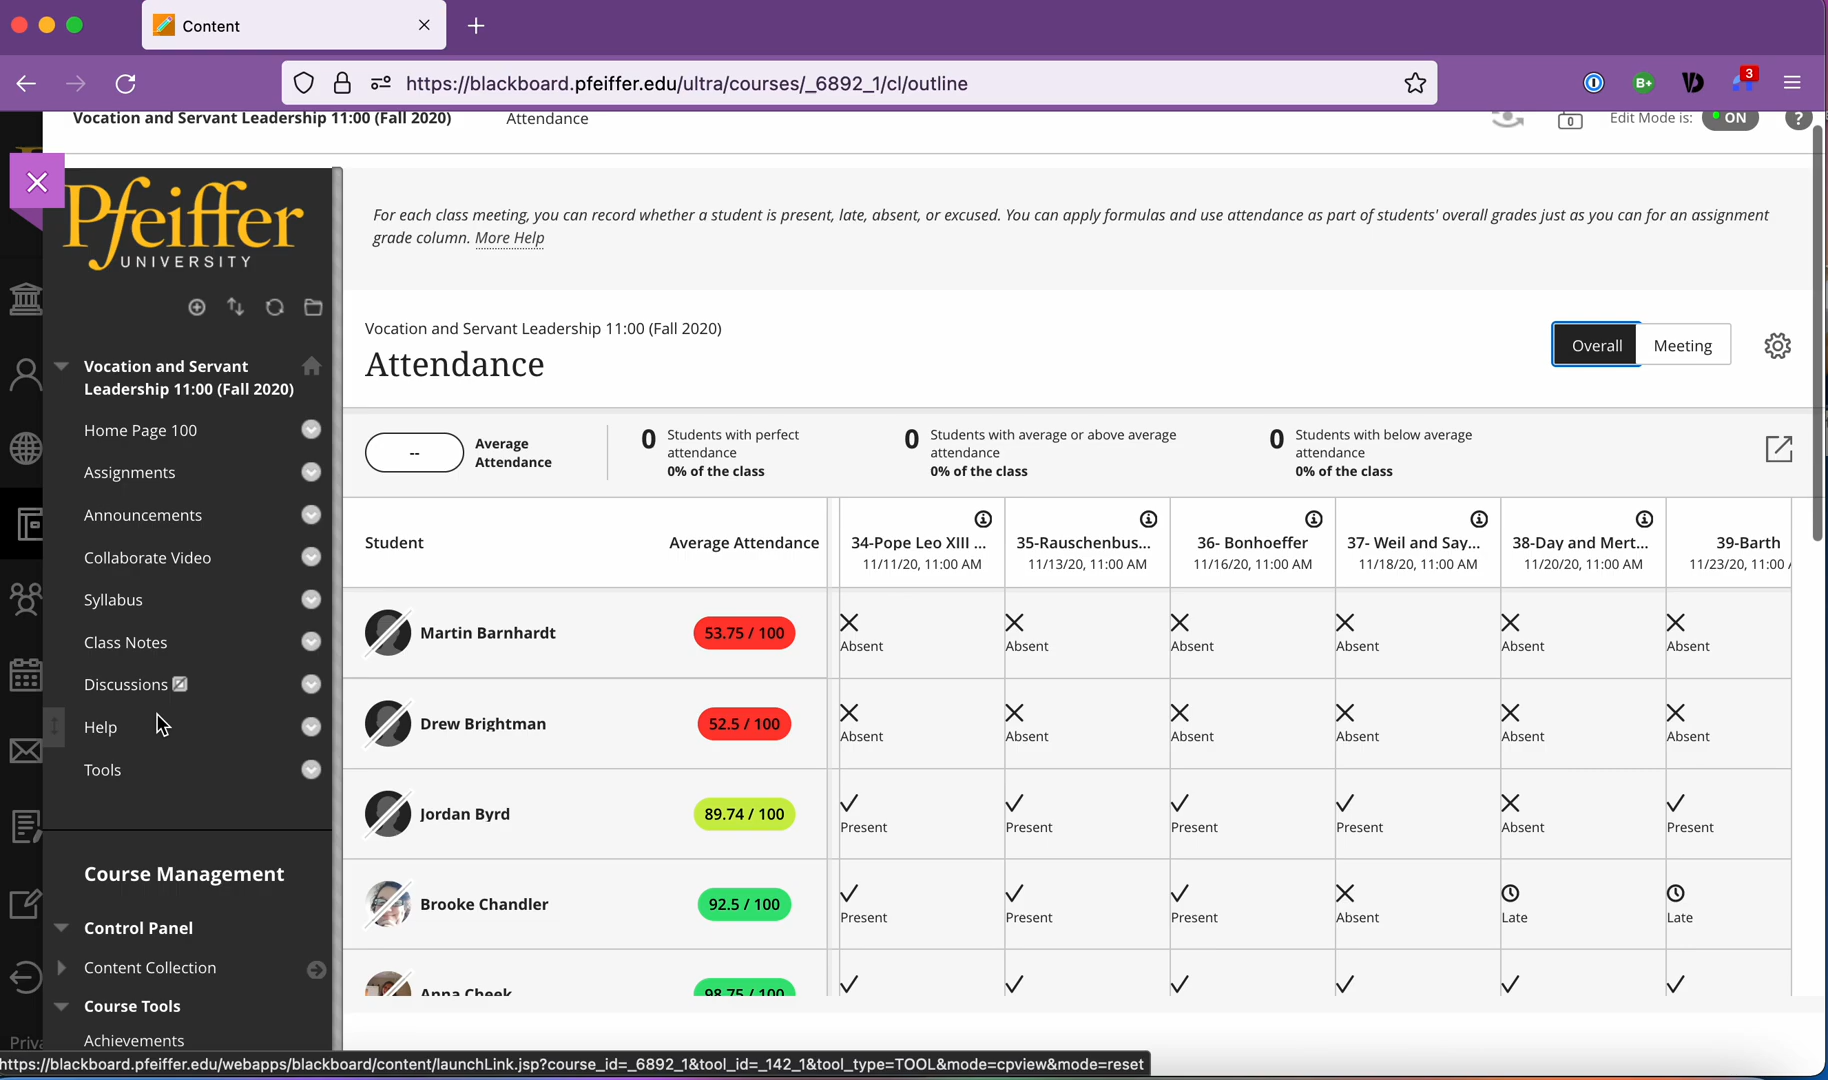 Content
https://blackboard.pfeiffer.edu/ultra/courses/_6892_1/cl/outline
B+
3
Vocation and Servant Leadership 11:00 (Fall 2020)
Attendance
0
Edit Mode is:
ON
?
Pfeiffer
UNIVERSITY
For each class meeting, you can record whether a student is present, late, absent, or excused. You can apply formulas and use attendance as part of students' overall grades just as you can for an assignment
grade column. More Help
Vocation and Servant
Leadership 11:00 (Fall 2020)
Home Page 100
Assignments
Announcements
Collaborate Video
Syllabus
Class Notes
Discussions
Help
Tools
Course Management
Control Panel
Content Collection
Course Tools
Achievements
Vocation and Servant Leadership 11:00 (Fall 2020)
Attendance
Overall
Meeting
--
Average
Attendance
0
Students with perfect
attendance
0% of the class
0
Students with average or above average
attendance
0% of the class
0
Students with below average
attendance
0% of the class
Student
Average Attendance
34-Pope Leo XIII ...
11/11/20, 11:00 AM
35-Rauschenbus...
11/13/20, 11:00 AM
36- Bonhoeffer
11/16/20, 11:00 AM
37- Weil and Say...
11/18/20, 11:00 AM
38-Day and Mert...
11/20/20, 11:00 AM
39-Barth
11/23/20, 11:00
Martin Barnhardt
53.75 / 100
Absent
Absent
Absent
Absent
Absent
Absent
Drew Brightman
52.5 / 100
Absent
Absent
Absent
Absent
Absent
Absent
Jordan Byrd
89.74 / 100
Present
Present
Present
Present
Absent
Present
Brooke Chandler
92.5 / 100
Present
Present
Present
Absent
Late
Late
Anna Cheek
98.75 / 100
Priva
https://blackboard.pfeiffer.edu/webapps/blackboard/content/launchLink.jsp?course_id=_6892_1&tool_id=_142_1&tool_type=TOOL&mode=cpview&mode=reset